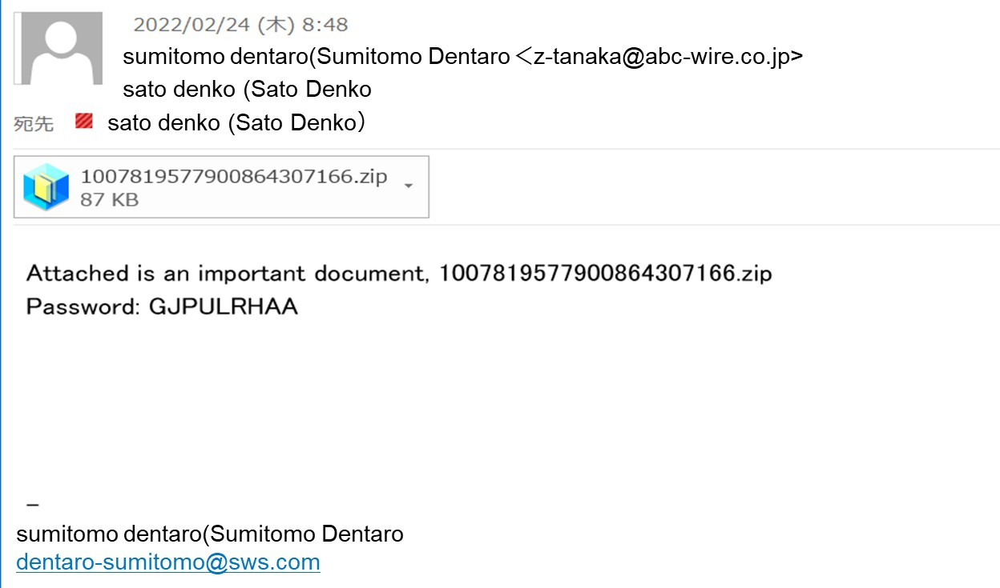 2022/02/24 (木) 8:48
sumitomo dentaro(Sumitomo Dentaro <z-tanaka@abc-wire.co.jp>
sato denko (Sato Denko
宛先 sato denko (Sato Denko)
1007819577900864307166.zip
87 KB
Attached is an important document, 1007819577900864307166.zip
Password: GJPULRHAA
–
sumitomo dentaro(Sumitomo Dentaro
dentaro-sumitomo@sws.com